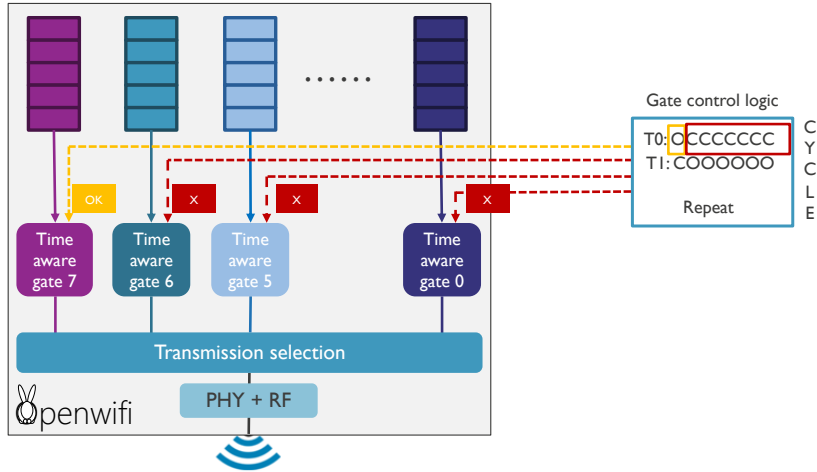 Gate control logic
T0: OCCCCCCC
T1: COOOOOO
Repeat
C
Y
C
L
E
......
OK
X
X
X
Time
aware
gate 7
Time
aware
gate 6
Time
aware
gate 5
Time
aware
gate 0
Transmission selection
PHY + RF
Openwifi